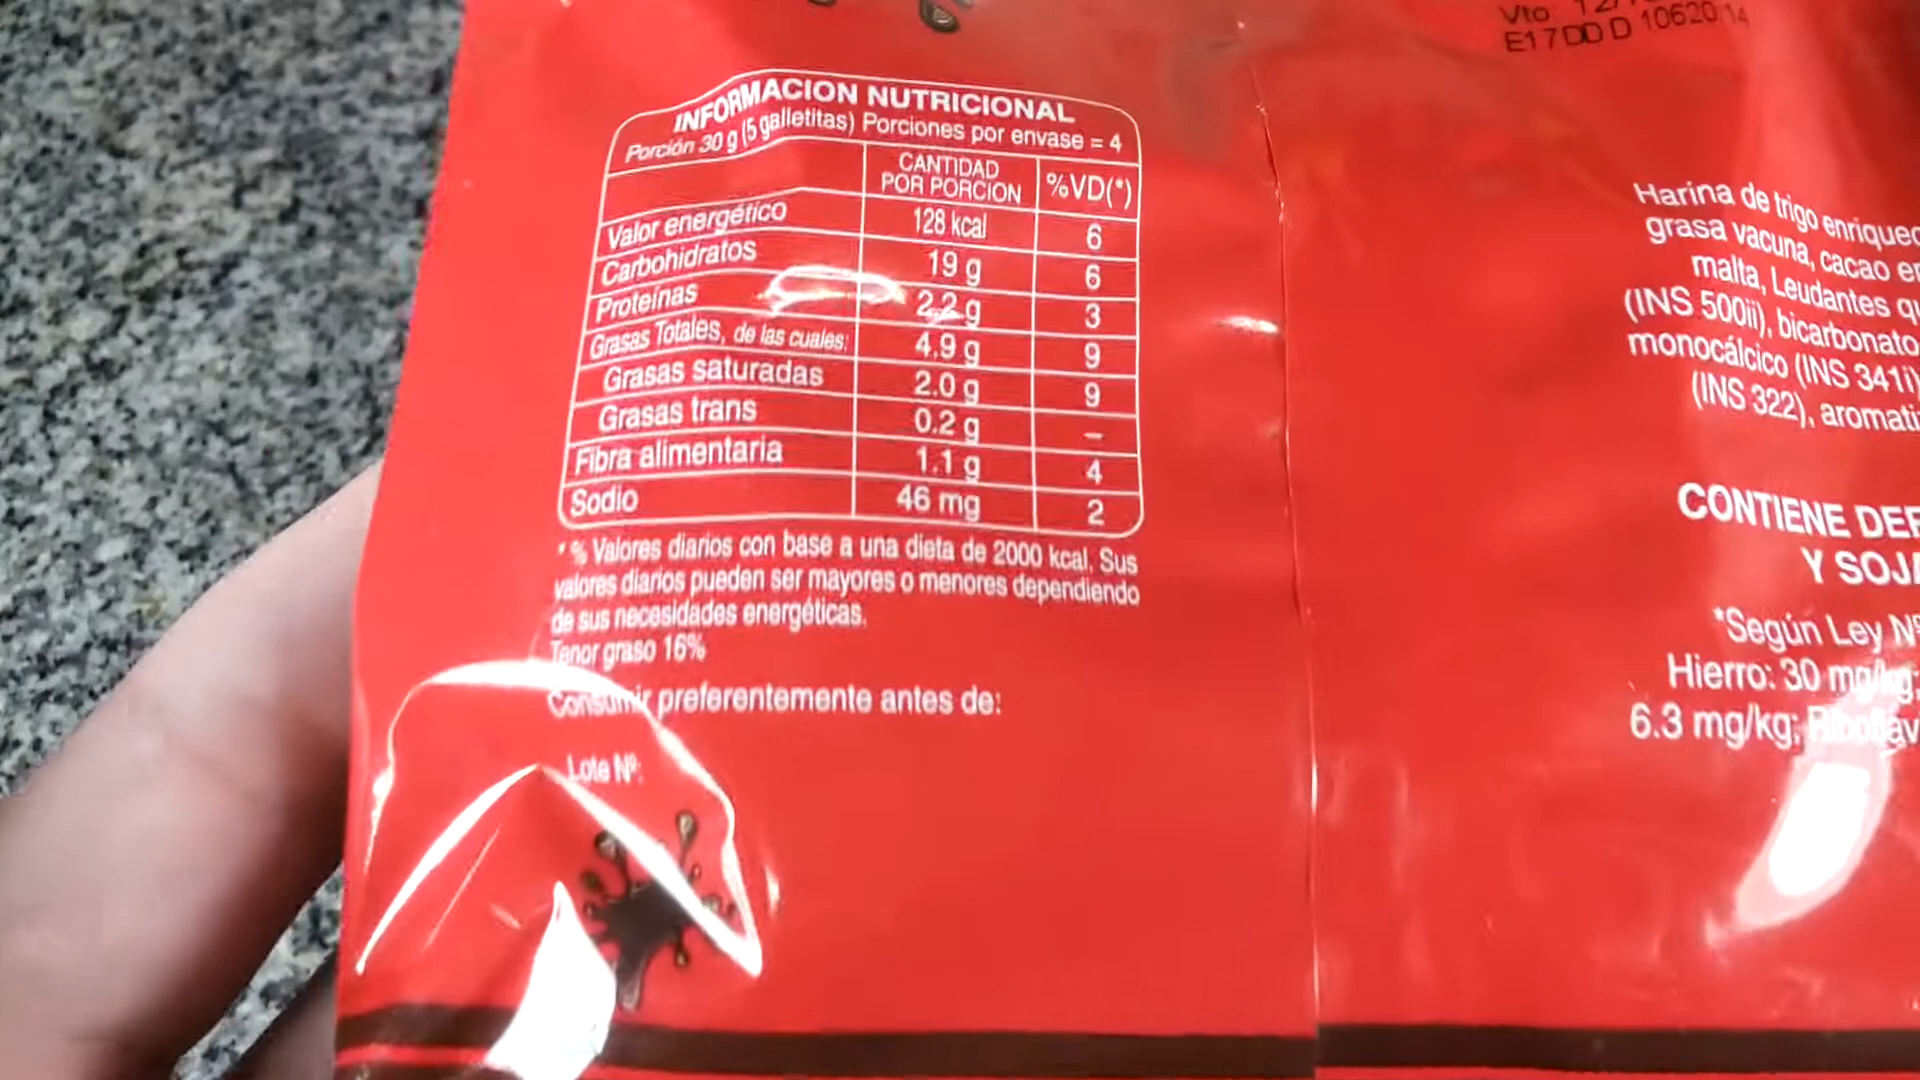 Vto
E17DD D 10620 14
INFORMACION NUTRICIONAL
Porción 30 g (5 galletitas) Porciones por envase = 4
CANTIDAD POR PORCION %VD(*)
Valor energético 128 kcal 6
Carbohidratos 19 g 6
Proteínas 2.2 g 3
Grasas Totales, de las cuales: 4.9 g 9
Grasas saturadas 2.0 g 9
Grasas trans 0.2 g –
Fibra alimentaria 1.1 g 4
Sodio 46 mg 2
* % Valores diarios con base a una dieta de 2000 kcal. Sus
valores diarios pueden ser mayores o menores dependiendo
de sus necesidades energéticas.
Tenor graso 16%
Consumir preferentemente antes de:
Lote Nº:
Harina de trigo
grasa vacuna, cacao
malta, Leudantes
(INS 500ii), bicarbonato
monocálcico (INS 341i)
(INS 322),
CONTIENE
Y SOJA
*Según Ley Nº
Hierro: 30 mg/kg;
6.3 mg/kg;